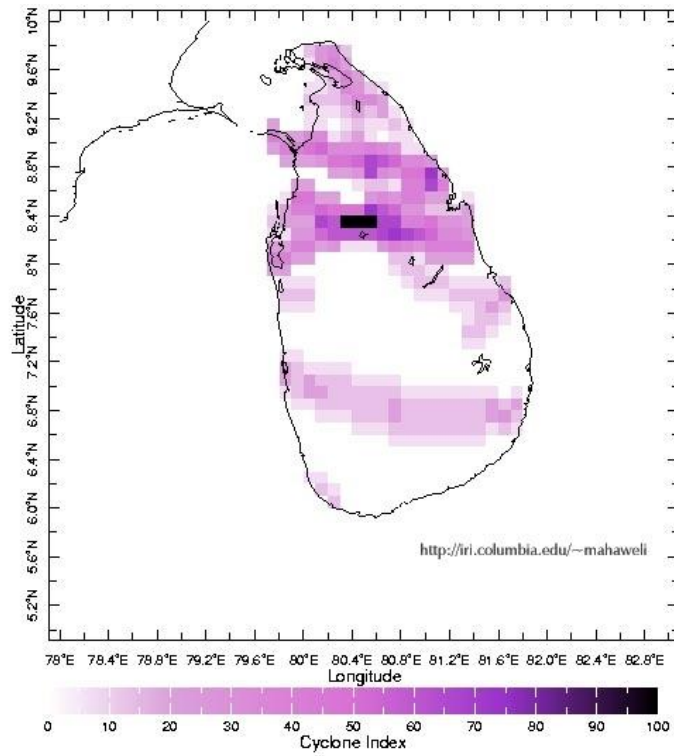 10°N
9.6°N
9.2°N
8.8°N
8.4°N
8°N
7.6°N
7.2°N
6.8°N
6.4°N
6.0°N
5.6°N
5.2°N
Latitude
http://iri.columbia.edu/~mahaweli
78°E 78.4°E 78.8°E 79.2°E 79.6°E 80°E 80.4°E 80.8°E 81.2°E 81.6°E 82.0°E 82.4°E 82.8°E
Longitude
0 10 20 30 40 50 60 70 80 90 100
Cyclone Index